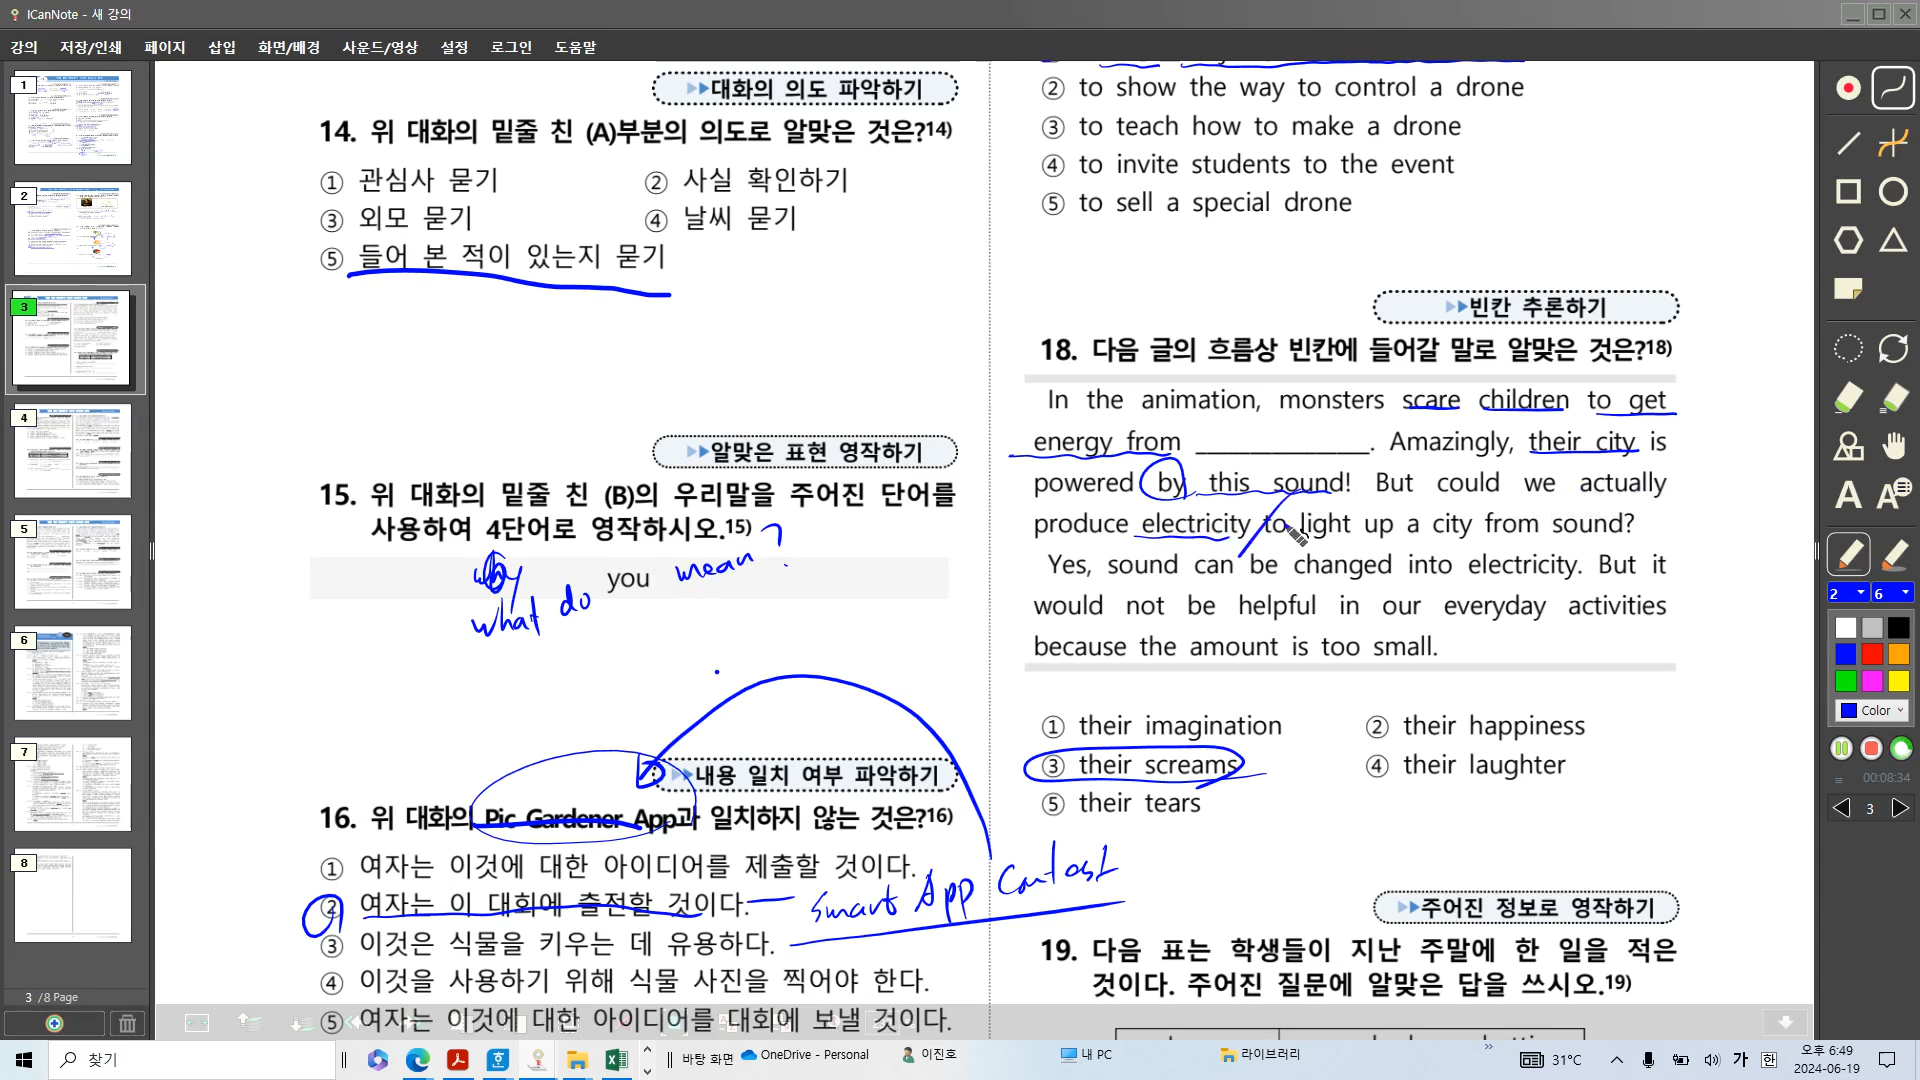 ICanNote - 새 강의
강의 저장/인쇄 페이지 삽입 화면/배경 사운드/영상 설정 로그인 도움말
1
2
3
4
5
6
7
8
3 /8 Page
▸▸대화의 의도 파악하기
14. 위 대화의 밑줄 친 (A)부분의 의도로 알맞은 것은?14)
① 관심사 묻기 ② 사실 확인하기
③ 외모 묻기 ④ 날씨 묻기
⑤ 들어 본 적이 있는지 묻기
▸▸알맞은 표현 영작하기
15. 위 대화의 밑줄 친 (B)의 우리말을 주어진 단어를
사용하여 4단어로 영작하시오.15)
why you mean ?
what do
▸▸내용 일치 여부 파악하기
16. 위 대화의 Pic Gardener App과 일치하지 않는 것은?16)
① 여자는 이것에 대한 아이디어를 제출할 것이다.
② 여자는 이 대회에 출전할 것이다. smart App Contest
③ 이것은 식물을 키우는 데 유용하다.
④ 이것을 사용하기 위해 식물 사진을 찍어야 한다.
⑤ 여자는 이것에 대한 아이디어를 대회에 보낼 것이다.
② to show the way to control a drone
③ to teach how to make a drone
④ to invite students to the event
⑤ to sell a special drone
▸▸빈칸 추론하기
18. 다음 글의 흐름상 빈칸에 들어갈 말로 알맞은 것은?18)
In the animation, monsters scare children to get
energy from ______________. Amazingly, their city is
powered by this sound! But could we actually
produce electricity to light up a city from sound?
Yes, sound can be changed into electricity. But it
would not be helpful in our everyday activities
because the amount is too small.
① their imagination ② their happiness
③ their screams ④ their laughter
⑤ their tears
▸▸주어진 정보로 영작하기
19. 다음 표는 학생들이 지난 주말에 한 일을 적은
것이다. 주어진 질문에 알맞은 답을 쓰시오.19)
2 6
Color
00:08:34
3
찾기
바탕 화면 OneDrive - Personal 이진호 내 PC 라이브러리
31°C 가 한 오후 6:49
2024-06-19